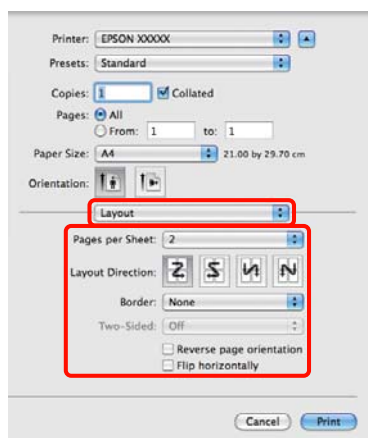 Printer: EPSON XXXXX
Presets: Standard
Copies: 1 Collated
Pages: All
From: 1 to: 1
Paper Size: A4 21.00 by 29.70 cm
Orientation:
Layout
Pages per Sheet: 2
Layout Direction:
Border: None
Two-Sided: Off
Reverse page orientation
Flip horizontally
Cancel Print